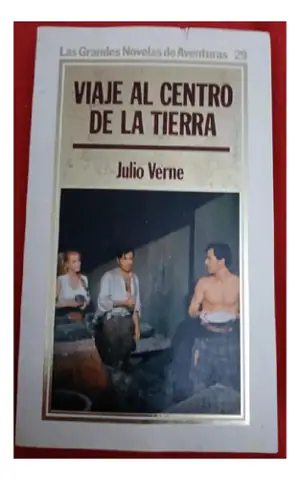 Las Grandes Novelas de Aventuras 29
VIAJE AL CENTRO
DE LA TIERRA
Julio Verne